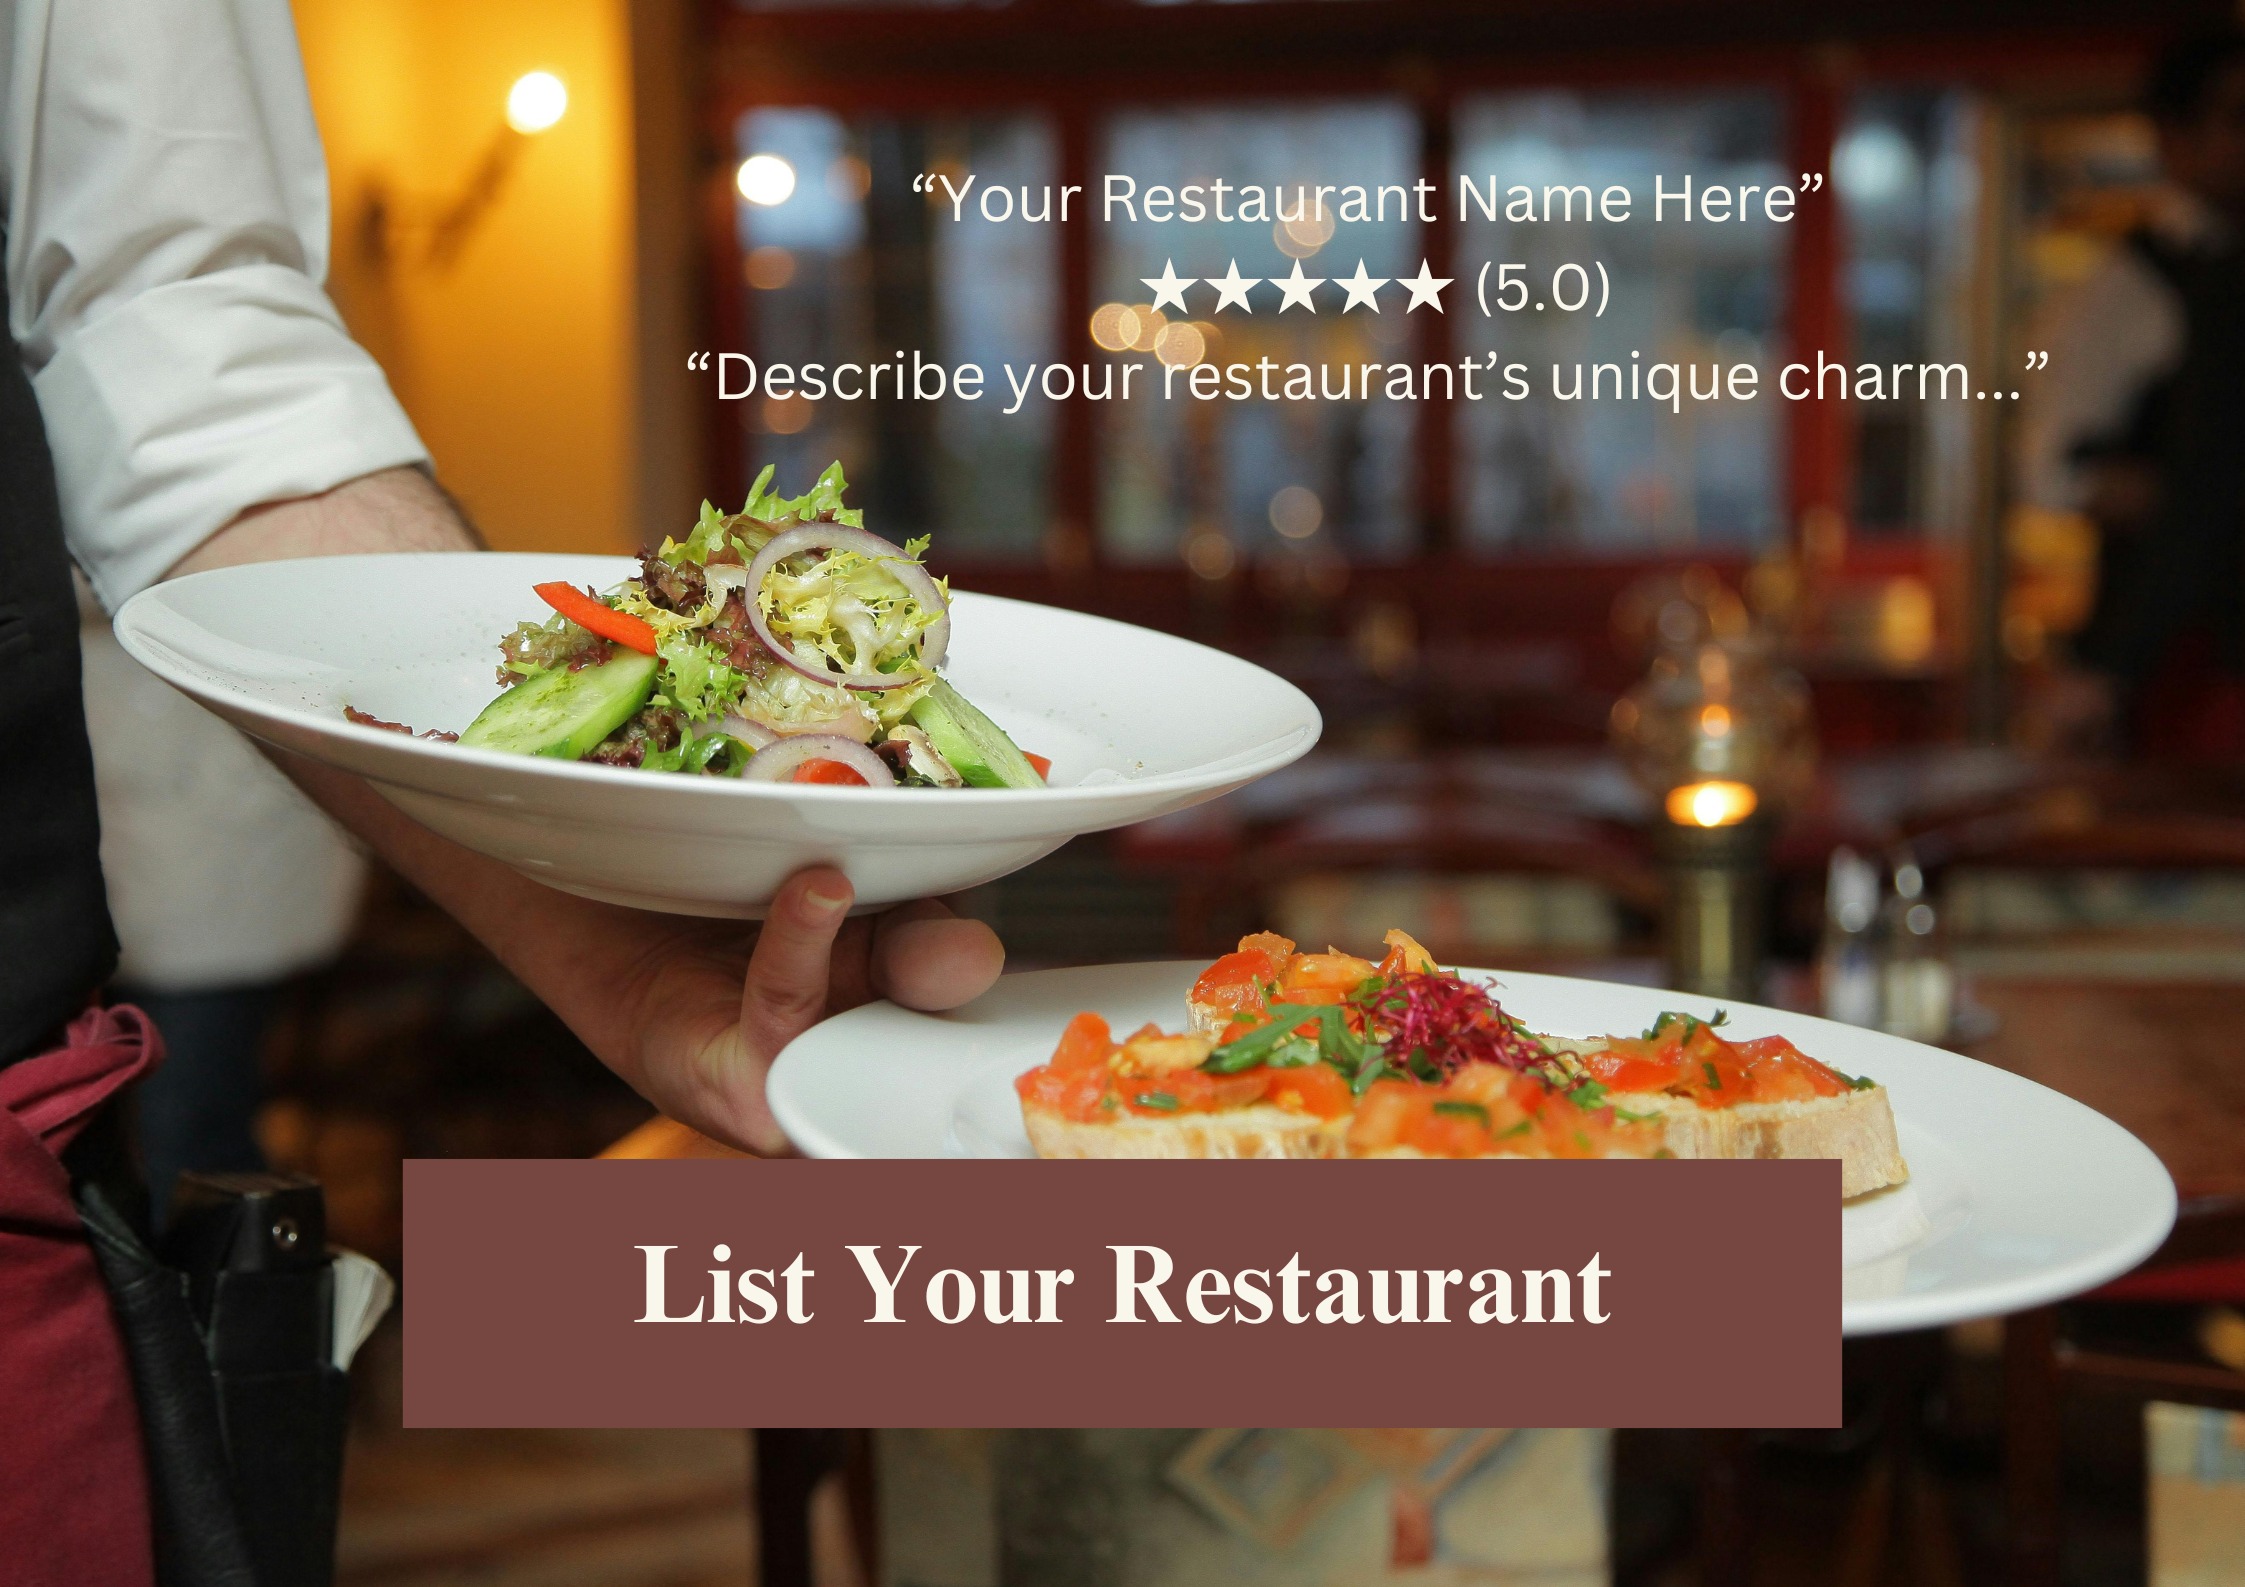 “Your Restaurant Name Here”
★★★★★ (5.0)
“Describe your restaurant’s unique charm...”
List Your Restaurant